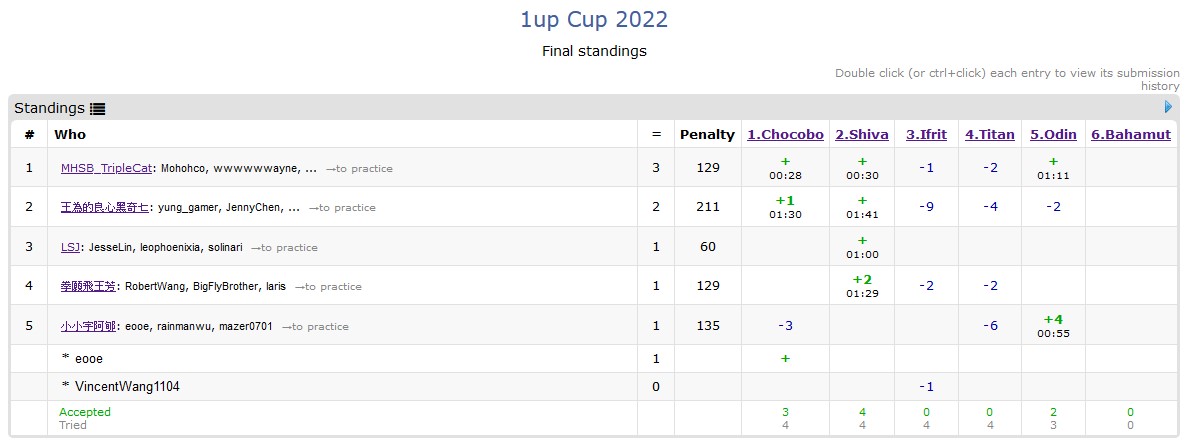 1up Cup 2022
Final standings
Double click (or ctrl+click) each entry to view its submission
history
Standings
# Who = Penalty 1.Chocobo 2.Shiva 3.Ifrit 4.Titan 5.Odin 6.Bahamut
1 MHSB_TripleCat: Mohohco, wwwwwwayne, ... →to practice 3 129 + + -1 -2 +
00:28 00:30 01:11
2 王為的良心黑奇七: yung_gamer, JennyChen, ... →to practice 2 211 +1 + -9 -4 -2
01:30 01:41
3 LSJ: JesseLin, leophoenixia, solinari →to practice 1 60 +
01:00
4 拳願飛王芳: RobertWang, BigFlyBrother, laris →to practice 1 129 +2 -2 -2
01:29
5 小小宇阿郇: eooe, rainmanwu, mazer0701 →to practice 1 135 -3 -6 +4
00:55
* eooe 1 +
* VincentWang1104 0 -1
Accepted 3 4 0 0 2 0
Tried 4 4 4 4 3 0